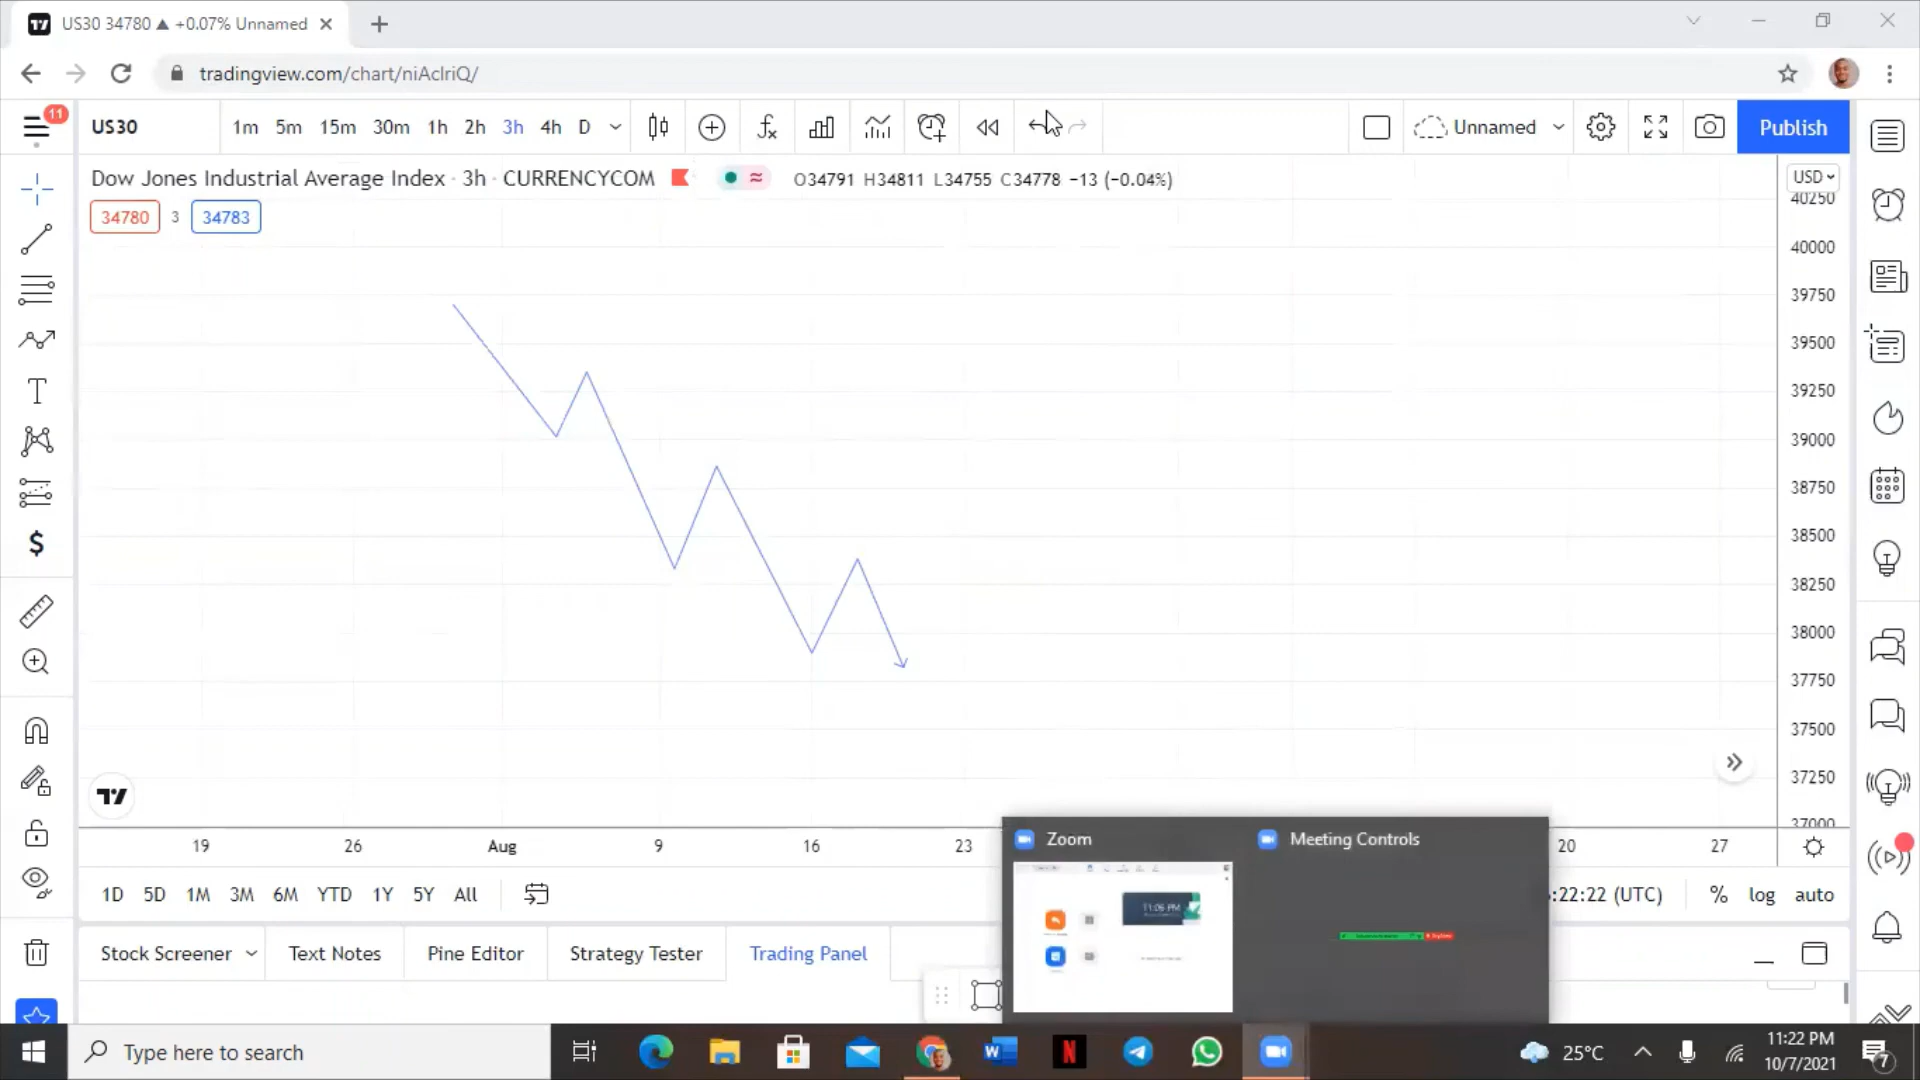 US30 34780 ▲ +0.07% Unnamed
tradingview.com/chart/niAclriQ/
11
US30 1m 5m 15m 30m 1h 2h 3h 4h D Unnamed Publish
Dow Jones Industrial Average Index · 3h · CURRENCYCOM O34791 H34811 L34755 C34778 −13 (−0.04%)
USD
34780 3 34783
40250
40000
39750
39500
39250
39000
38750
38500
38250
38000
37750
37500
37250
37000
19 26 Aug 9 16 23 20 27
Zoom Meeting Controls
11:06 PM
1D 5D 1M 3M 6M YTD 1Y 5Y All
:22:22 (UTC) % log auto
Stock Screener Text Notes Pine Editor Strategy Tester Trading Panel
Type here to search
25°C
11:22 PM
10/7/2021
7